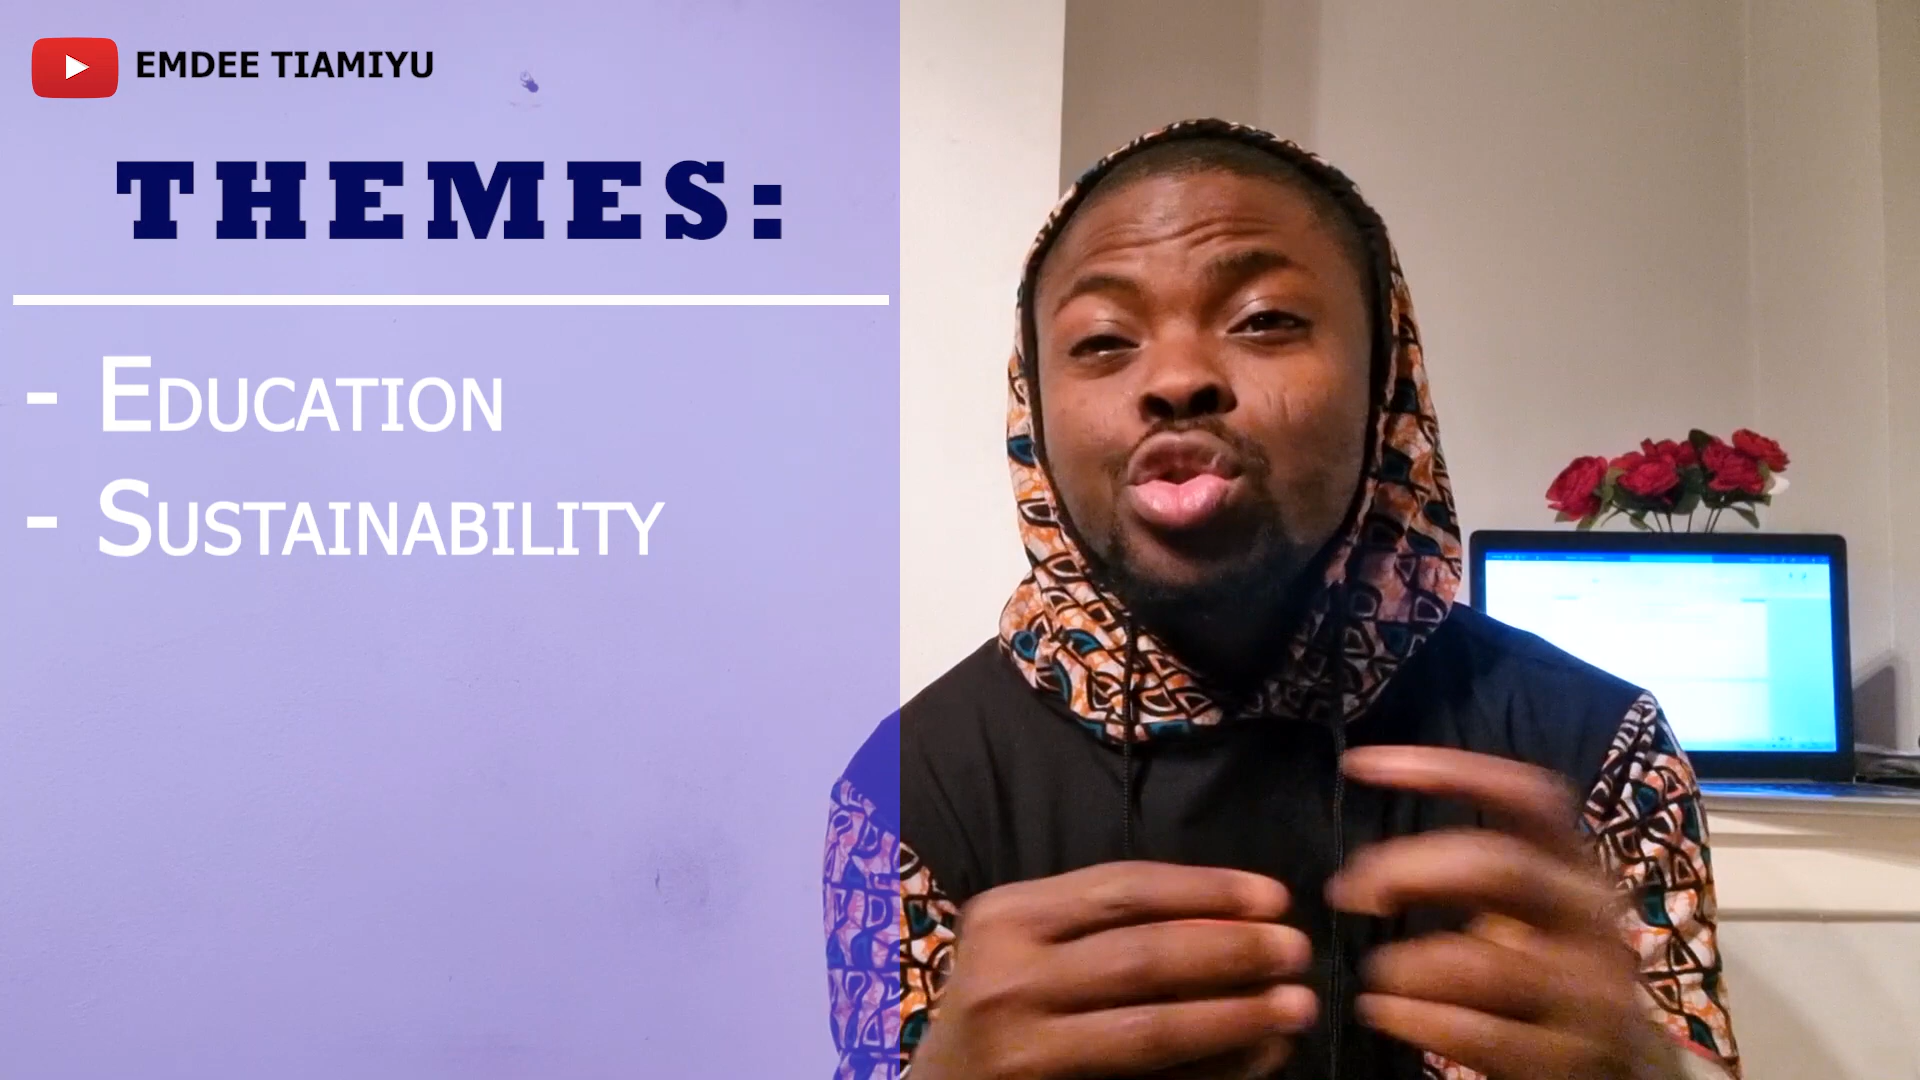 EMDEE TIAMIYU
THEMES:
- EDUCATION
- SUSTAINABILITY